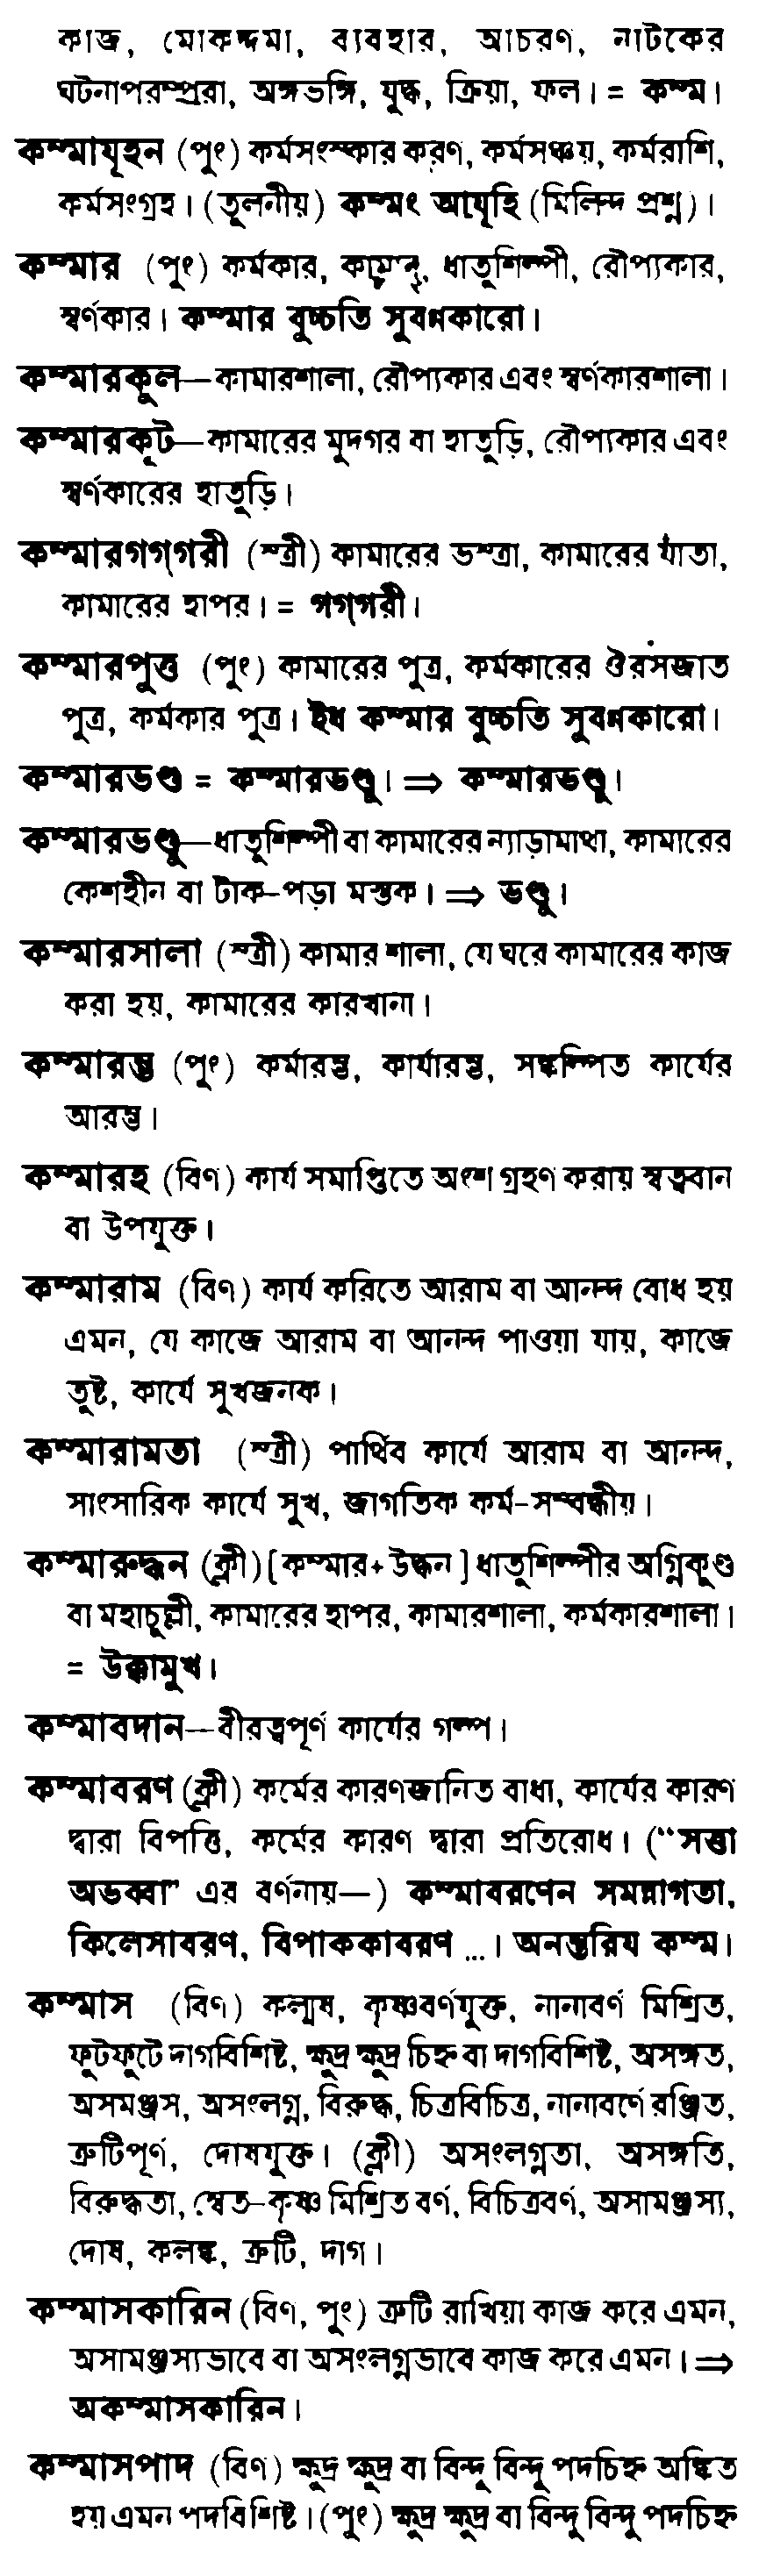 কাজ, মোকদ্দমা, ব্যবহার, আচরণ, নাটকের
ঘটনাপরম্পরা, অঙ্গভঙ্গি, যুদ্ধ, ক্রিয়া, ফল। = কম্ম।
কম্মাযূহন (পুং) কর্মসংস্কার করণ, কর্মসঞ্চয়, কর্মরাশি,
কর্মসংগ্রহ। (তুলনীয়) কম্মং আযূহি (মিলিন্দ প্রশ্ন)।
কম্মার (পুং) কর্মকার, কামার, ধাতুশিল্পী, রৌপ্যকার,
স্বর্ণকার। কম্মার বুচ্চতি সুবণ্নকারো।
কম্মারকূল—কামারশালা, রৌপ্যকার এবং স্বর্ণকারশালা।
কম্মারকূট—কামারের মুদগর বা হাতুড়ি, রৌপ্যকার এবং
স্বর্ণকারের হাতুড়ি।
কম্মারগগ্গরী (স্ত্রী) কামারের ভস্ত্রা, কামারের যাঁতা,
কামারের হাপর। = গগ্গরী।
কম্মারপুত্ত (পুং) কামারের পুত্র, কর্মকারের ঔরসজাত
পুত্র, কর্মকার পুত্র। ইধ কম্মার বুচ্চতি সুবণ্নকারো।
কম্মারভণ্ড = কম্মারভণ্ডু। ⇒ কম্মারভণ্ডু।
কম্মারভণ্ডু—ধাতুশিল্পী বা কামারের ন্যাড়ামাথা, কামারের
কেশহীন বা টাক-পড়া মস্তক। ⇒ ভণ্ডু।
কম্মারসালা (স্ত্রী) কামার শালা, যে ঘরে কামারের কাজ
করা হয়, কামারের কারখানা।
কম্মারম্ভ (পুং) কর্মারম্ভ, কার্যারম্ভ, সঙ্কল্পিত কার্যের
আরম্ভ।
কম্মারহ (বিণ) কার্য সমাপ্তিতে অংশ গ্রহণ করায় স্বত্ববান
বা উপযুক্ত।
কম্মারাম (বিণ) কার্য করিতে আরাম বা আনন্দ বোধ হয়
এমন, যে কাজে আরাম বা আনন্দ পাওয়া যায়, কাজে
তুষ্ট, কার্যে সুখজনক।
কম্মারামতা (স্ত্রী) পার্থিব কার্যে আরাম বা আনন্দ,
সাংসারিক কার্যে সুখ, জাগতিক কর্ম-সম্বন্ধীয়।
কম্মারুদ্ধন (ক্লী) [কম্মার+উদ্ধন] ধাতুশিল্পীর অগ্নিকুণ্ড
বা মহাচুল্লী, কামারের হাপর, কামারশালা, কর্মকারশালা।
= উক্কামুখ।
কম্মাবদান—বীরত্বপূর্ণ কার্যের গল্প।
কম্মাবরণ (ক্লী) কর্মের কারণজানিত বাধা, কার্যের কারণ
দ্বারা বিপত্তি, কর্মের কারণ দ্বারা প্রতিরোধ। ("সত্তা
অভব্বা" এর বর্ণনায়—) কম্মাবরণেন সমন্নাগতা,
কিলেসাবরণ, বিপাককাবরণ ...। অনন্তরিয কম্ম।
কম্মাস (বিণ) কল্মষ, কৃষ্ণবর্ণযুক্ত, নানাবর্ণ মিশ্রিত,
ফুটফুটে দাগবিশিষ্ট, ক্ষুদ্র ক্ষুদ্র চিহ্ন বা দাগবিশিষ্ট, অসঙ্গত,
অসমঞ্জস, অসংলগ্ন, বিরুদ্ধ, চিত্রবিচিত্র, নানাবর্ণে রঞ্জিত,
ত্রুটিপূর্ণ, দোষযুক্ত। (ক্লী) অসংলগ্নতা, অসঙ্গতি,
বিরুদ্ধতা, শ্বেত-কৃষ্ণ মিশ্রিত বর্ণ, বিচিত্রবর্ণ, অসামঞ্জস্য,
দোষ, কলঙ্ক, ত্রুটি, দাগ।
কম্মাসকারিন (বিণ, পুং) ত্রুটি রাখিয়া কাজ করে এমন,
অসামঞ্জস্যভাবে বা অসংলগ্নভাবে কাজ করে এমন। ⇒
অকম্মাসকারিন।
কম্মাসপাদ (বিণ) ক্ষুদ্র ক্ষুদ্র বা বিন্দু বিন্দু পদচিহ্ন অঙ্কিত
হয় এমন পদবিশিষ্ট। (পুং) ক্ষুদ্র ক্ষুদ্র বা বিন্দু বিন্দু পদচিহ্ন